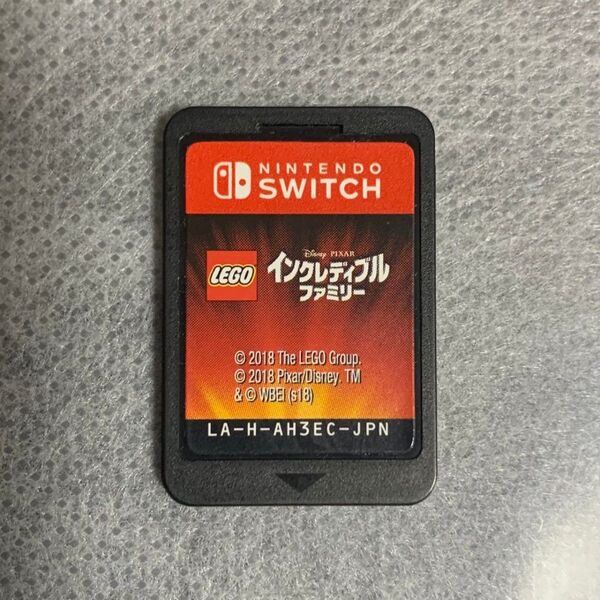 NINTENDO
SWITCH
Disney PIXAR
LEGO
インクレディブル
ファミリー
© 2018 The LEGO Group.
© 2018 Pixar/Disney. TM
& © WBEI (s18)
LA-H-AH3EC-JPN